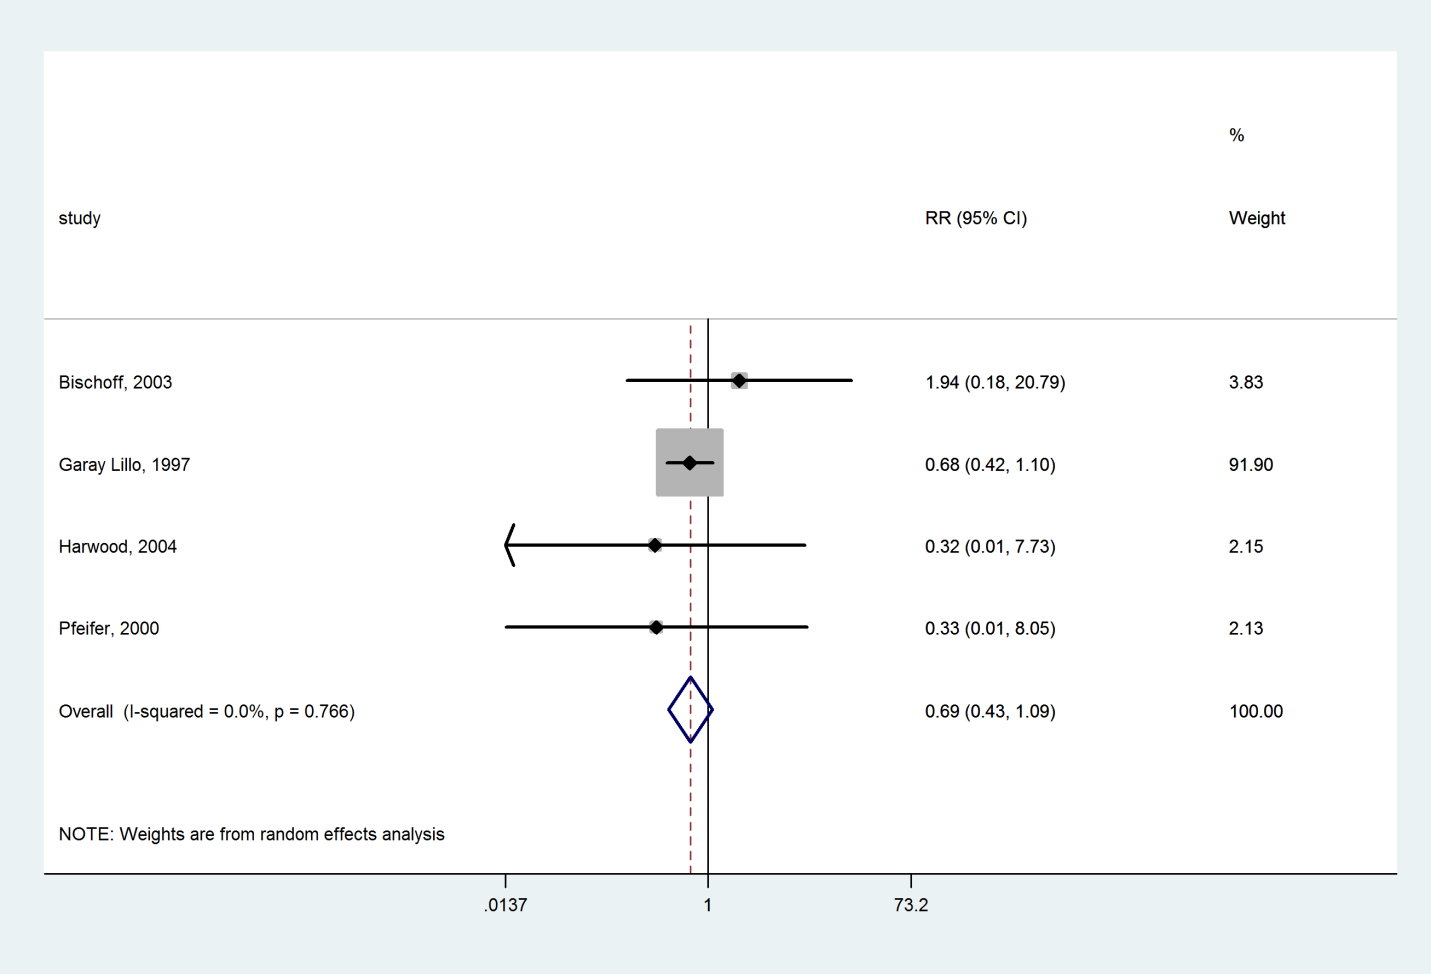 %
study RR (95% CI) Weight
Bischoff, 2003 1.94 (0.18, 20.79) 3.83
Garay Lillo, 1997 0.68 (0.42, 1.10) 91.90
Harwood, 2004 0.32 (0.01, 7.73) 2.15
Pfeifer, 2000 0.33 (0.01, 8.05) 2.13
Overall (I-squared = 0.0%, p = 0.766) 0.69 (0.43, 1.09) 100.00
NOTE: Weights are from random effects analysis
.0137 1 73.2